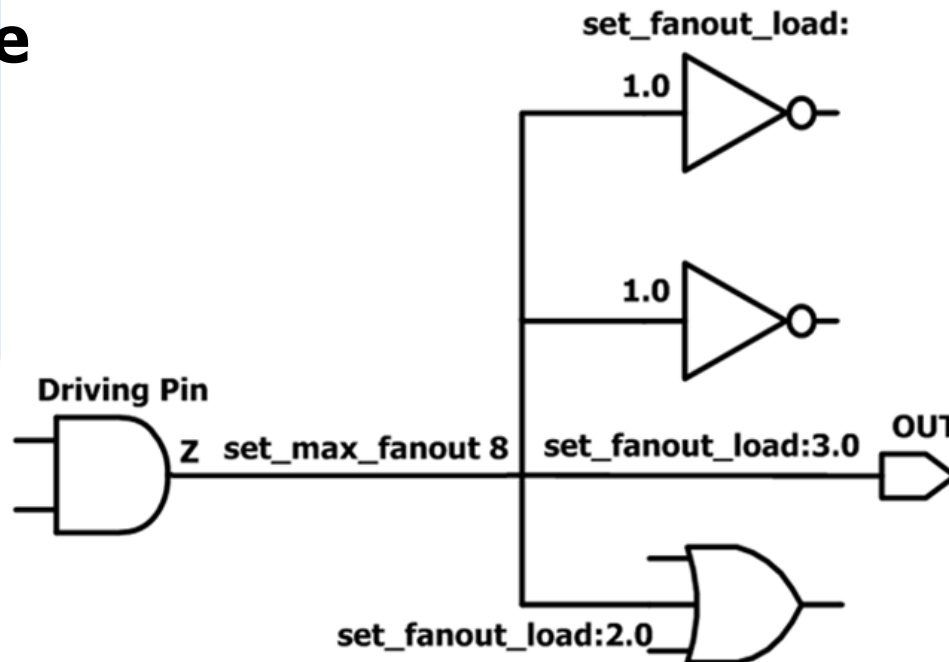 e
set_fanout_load:
1.0
1.0
Driving Pin
Z set_max_fanout 8 set_fanout_load:3.0
OUT
set_fanout_load:2.0